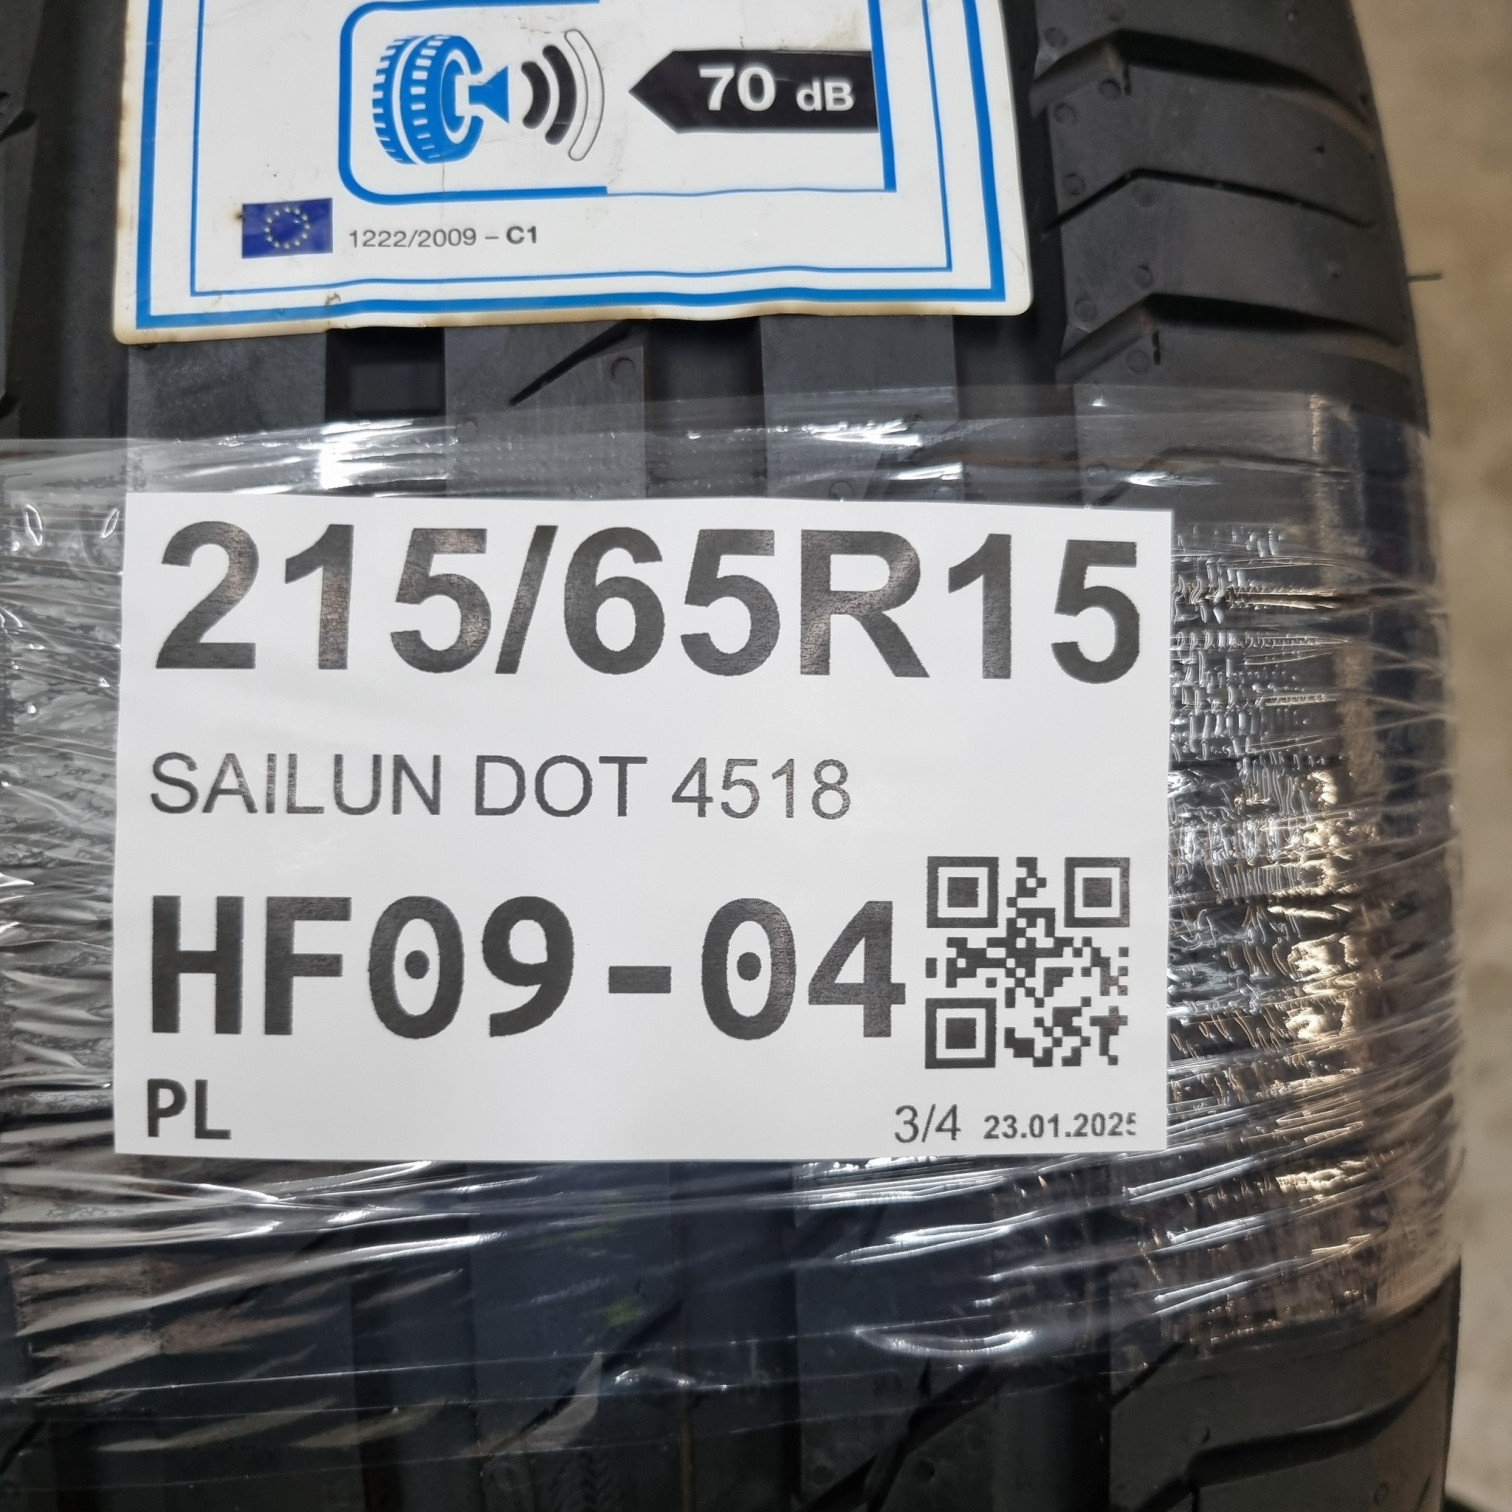 70 dB
1222/2009 – C1
215/65R15
SAILUN DOT 4518
HF09-04
PL
3/4 23.01.2025